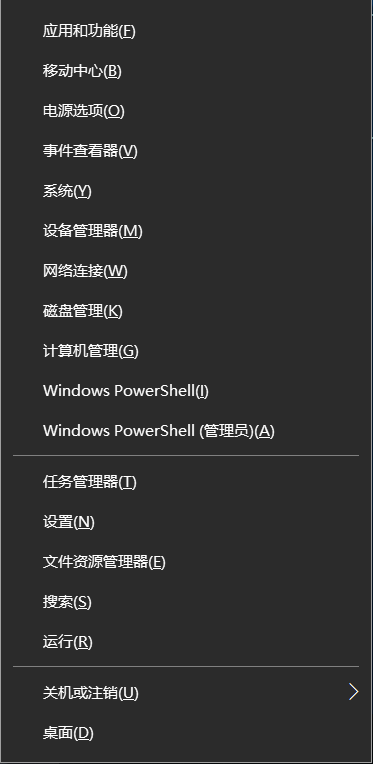 应用和功能(F)
移动中心(B)
电源选项(O)
事件查看器(V)
系统(Y)
设备管理器(M)
网络连接(W)
磁盘管理(K)
计算机管理(G)
Windows PowerShell(I)
Windows PowerShell (管理员)(A)
任务管理器(T)
设置(N)
文件资源管理器(E)
搜索(S)
运行(R)
关机或注销(U)
桌面(D)